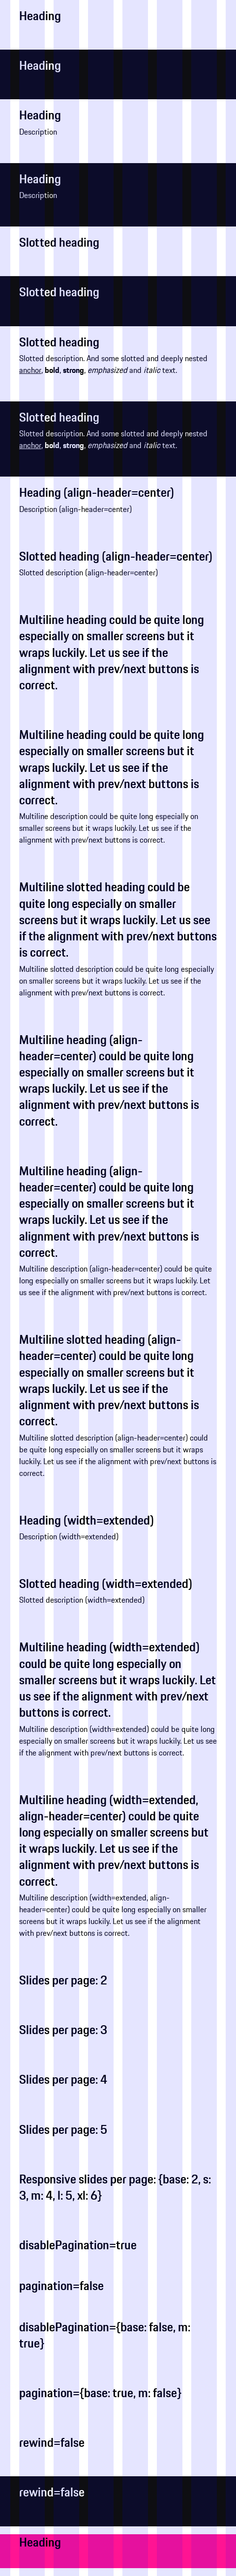 Heading
Heading
Heading
Description
Heading
Description
Slotted heading
Slotted heading
Slotted heading
Slotted description. And some slotted and deeply nested
anchor, bold, strong, emphasized and italic text.
Slotted heading
Slotted description. And some slotted and deeply nested
anchor, bold, strong, emphasized and italic text.
Heading (align-header=center)
Description (align-header=center)
Slotted heading (align-header=center)
Slotted description (align-header=center)
Multiline heading could be quite long
especially on smaller screens but it
wraps luckily. Let us see if the
alignment with prev/next buttons is
correct.
Multiline heading could be quite long
especially on smaller screens but it
wraps luckily. Let us see if the
alignment with prev/next buttons is
correct.
Multiline description could be quite long especially on
smaller screens but it wraps luckily. Let us see if the
alignment with prev/next buttons is correct.
Multiline slotted heading could be
quite long especially on smaller
screens but it wraps luckily. Let us see
if the alignment with prev/next buttons
is correct.
Multiline slotted description could be quite long especially
on smaller screens but it wraps luckily. Let us see if the
alignment with prev/next buttons is correct.
Multiline heading (align-
header=center) could be quite long
especially on smaller screens but it
wraps luckily. Let us see if the
alignment with prev/next buttons is
correct.
Multiline heading (align-
header=center) could be quite long
especially on smaller screens but it
wraps luckily. Let us see if the
alignment with prev/next buttons is
correct.
Multiline description (align-header=center) could be quite
long especially on smaller screens but it wraps luckily. Let
us see if the alignment with prev/next buttons is correct.
Multiline slotted heading (align-
header=center) could be quite long
especially on smaller screens but it
wraps luckily. Let us see if the
alignment with prev/next buttons is
correct.
Multiline slotted description (align-header=center) could
be quite long especially on smaller screens but it wraps
luckily. Let us see if the alignment with prev/next buttons is
correct.
Heading (width=extended)
Description (width=extended)
Slotted heading (width=extended)
Slotted description (width=extended)
Multiline heading (width=extended)
could be quite long especially on
smaller screens but it wraps luckily. Let
us see if the alignment with prev/next
buttons is correct.
Multiline description (width=extended) could be quite long
especially on smaller screens but it wraps luckily. Let us see
if the alignment with prev/next buttons is correct.
Multiline heading (width=extended,
align-header=center) could be quite
long especially on smaller screens but
it wraps luckily. Let us see if the
alignment with prev/next buttons is
correct.
Multiline description (width=extended, align-
header=center) could be quite long especially on smaller
screens but it wraps luckily. Let us see if the alignment
with prev/next buttons is correct.
Slides per page: 2
Slides per page: 3
Slides per page: 4
Slides per page: 5
Responsive slides per page: {base: 2, s:
3, m: 4, l: 5, xl: 6}
disablePagination=true
pagination=false
disablePagination={base: false, m:
true}
pagination={base: true, m: false}
rewind=false
rewind=false
Heading